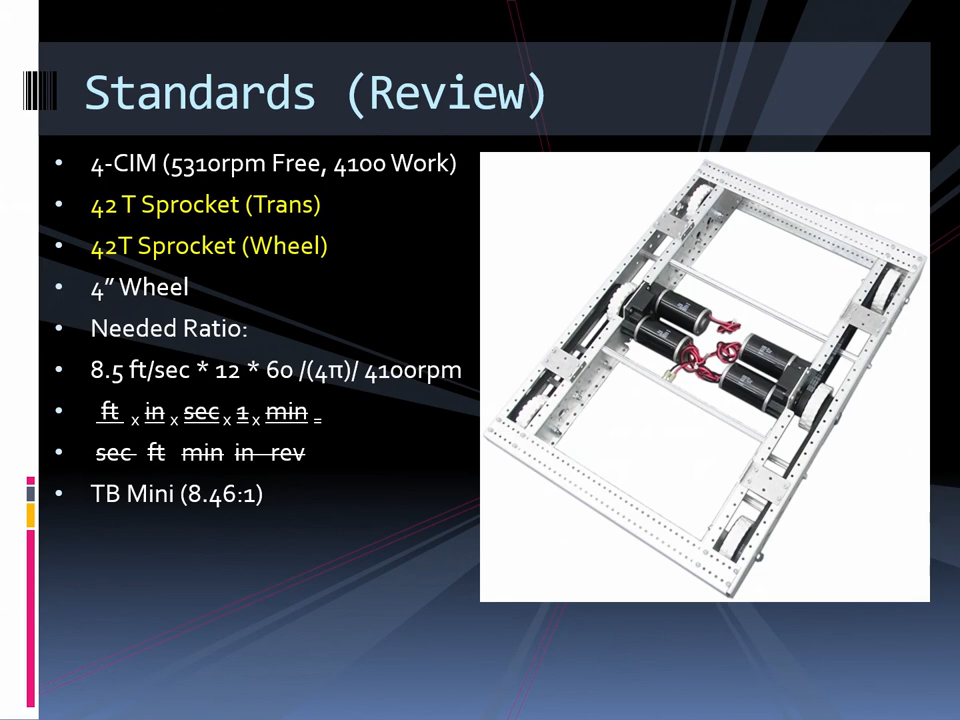 Standards (Review)
• 4-CIM (5310rpm Free, 4100 Work)
• 42 T Sprocket (Trans)
• 42T Sprocket (Wheel)
• 4” Wheel
• Needed Ratio:
• 8.5 ft/sec * 12 * 60 /(4π)/ 4100rpm
• ft x in x sec x 1 x min =
• sec ft min in rev
• TB Mini (8.46:1)